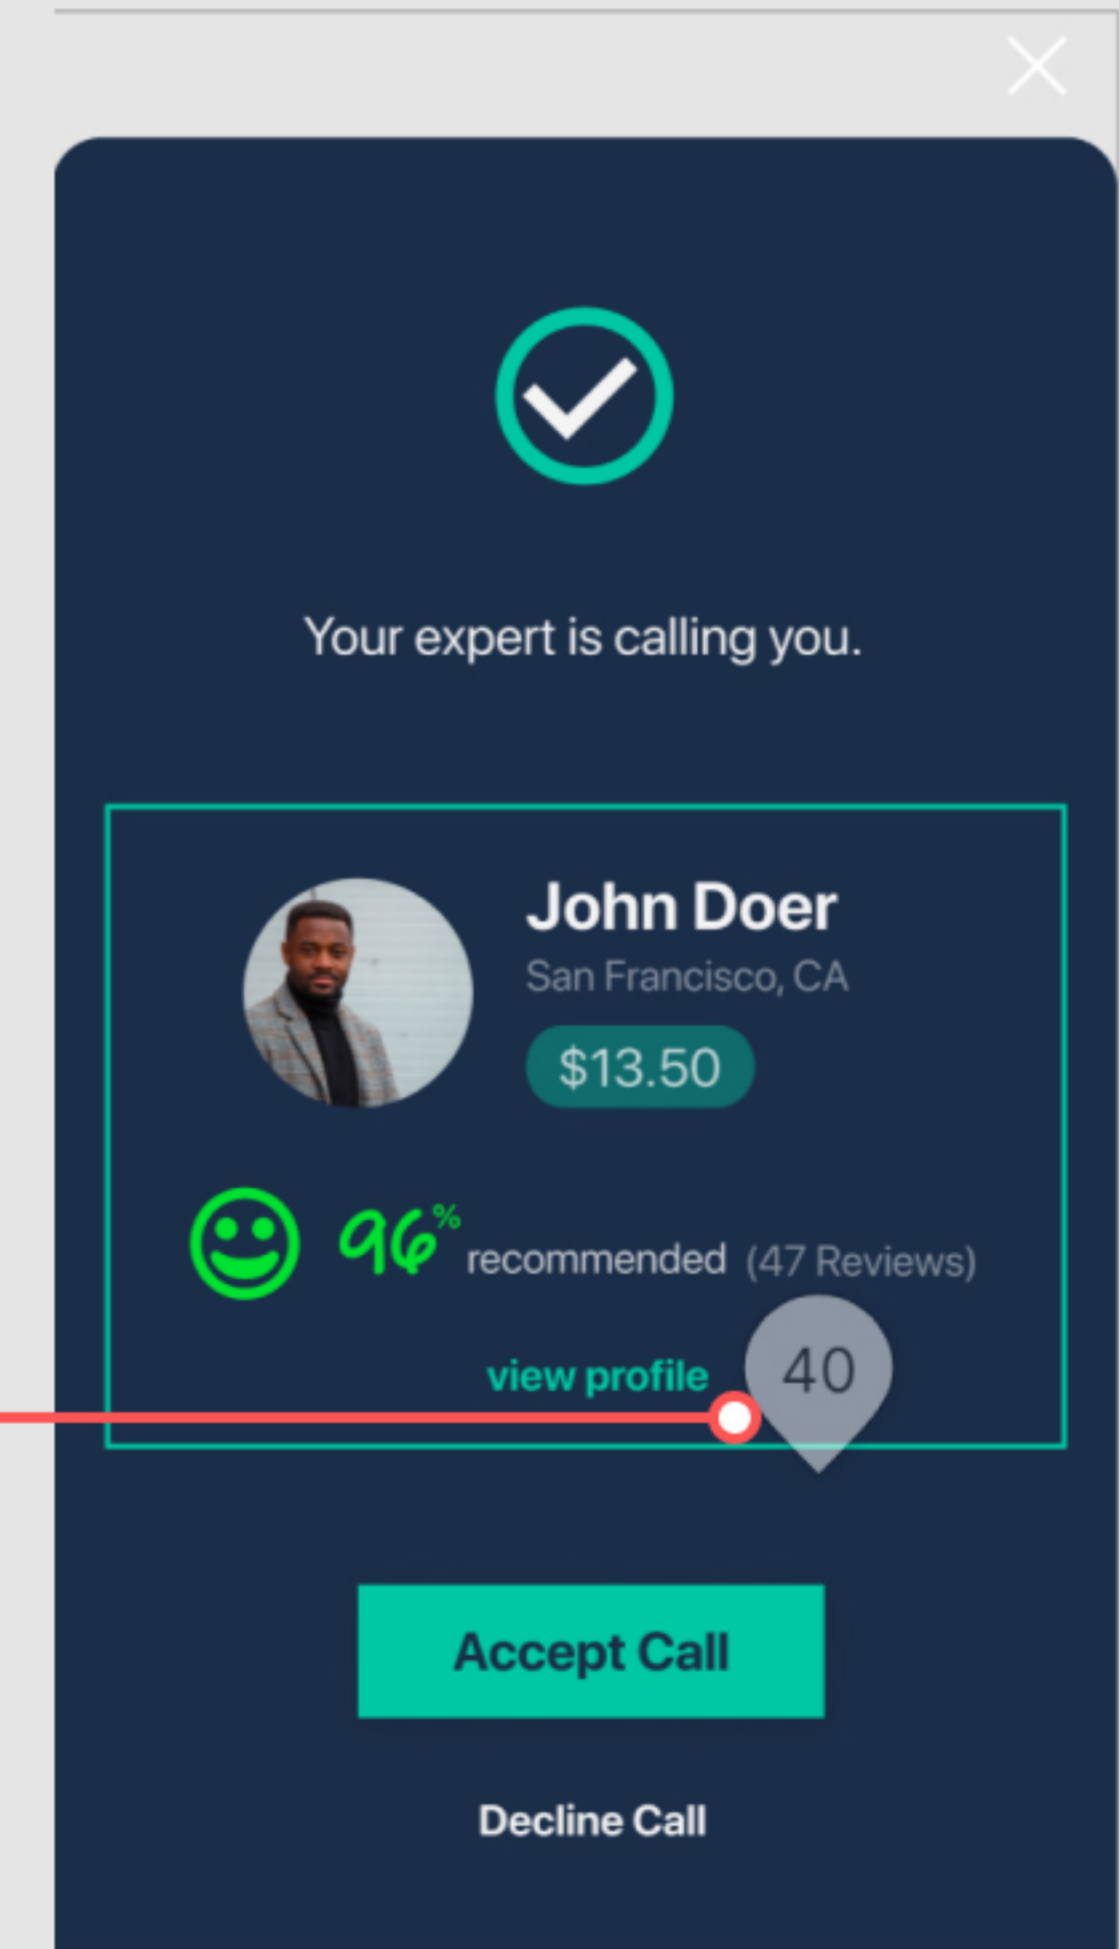 Your expert is calling you.
John Doer
San Francisco, CA
$13.50
96% recommended (47 Reviews)
view profile
40
Accept Call
Decline Call